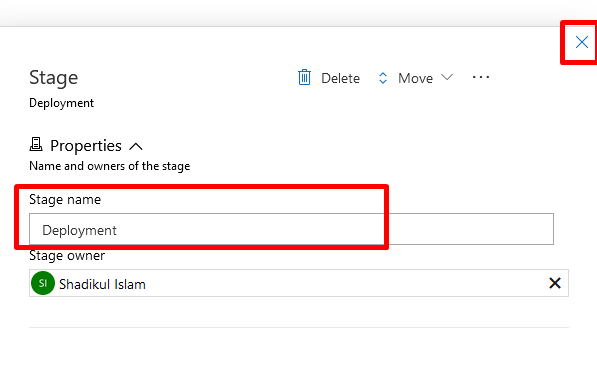 Stage
Delete
Move
Deployment
Properties
Name and owners of the stage
Stage name
Deployment
Stage owner
SI
Shadikul Islam